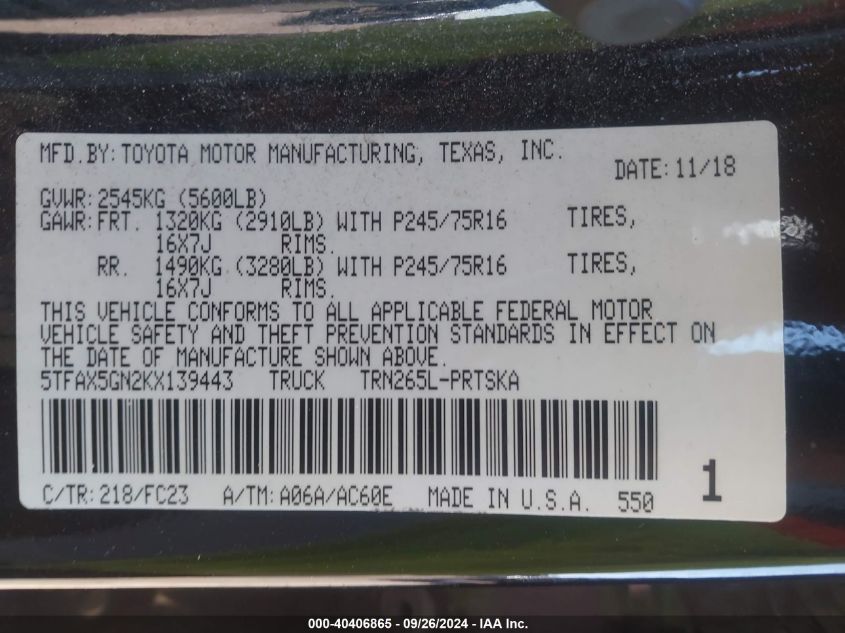 MFD.BY: TOYOTA MOTOR MANUFACTURING, TEXAS, INC.
DATE: 11/18
GVWR: 2545KG (5600LB)
GAWR: FRT. 1320KG (2910LB) WITH P245/75R16 TIRES,
16X7J RIMS.
RR. 1490KG (3280LB) WITH P245/75R16 TIRES,
16X7J RIMS.
THIS VEHICLE CONFORMS TO ALL APPLICABLE FEDERAL MOTOR
VEHICLE SAFETY AND THEFT PREVENTION STANDARDS IN EFFECT ON
THE DATE OF MANUFACTURE SHOWN ABOVE.
5TFAX5GN2KX139443 TRUCK TRN265L-PRTSKA
C/TR: 218/FC23 A/TM: A06A/AC60E MADE IN U.S.A. 550
1
000-40406865 - 09/26/2024 - IAA Inc.